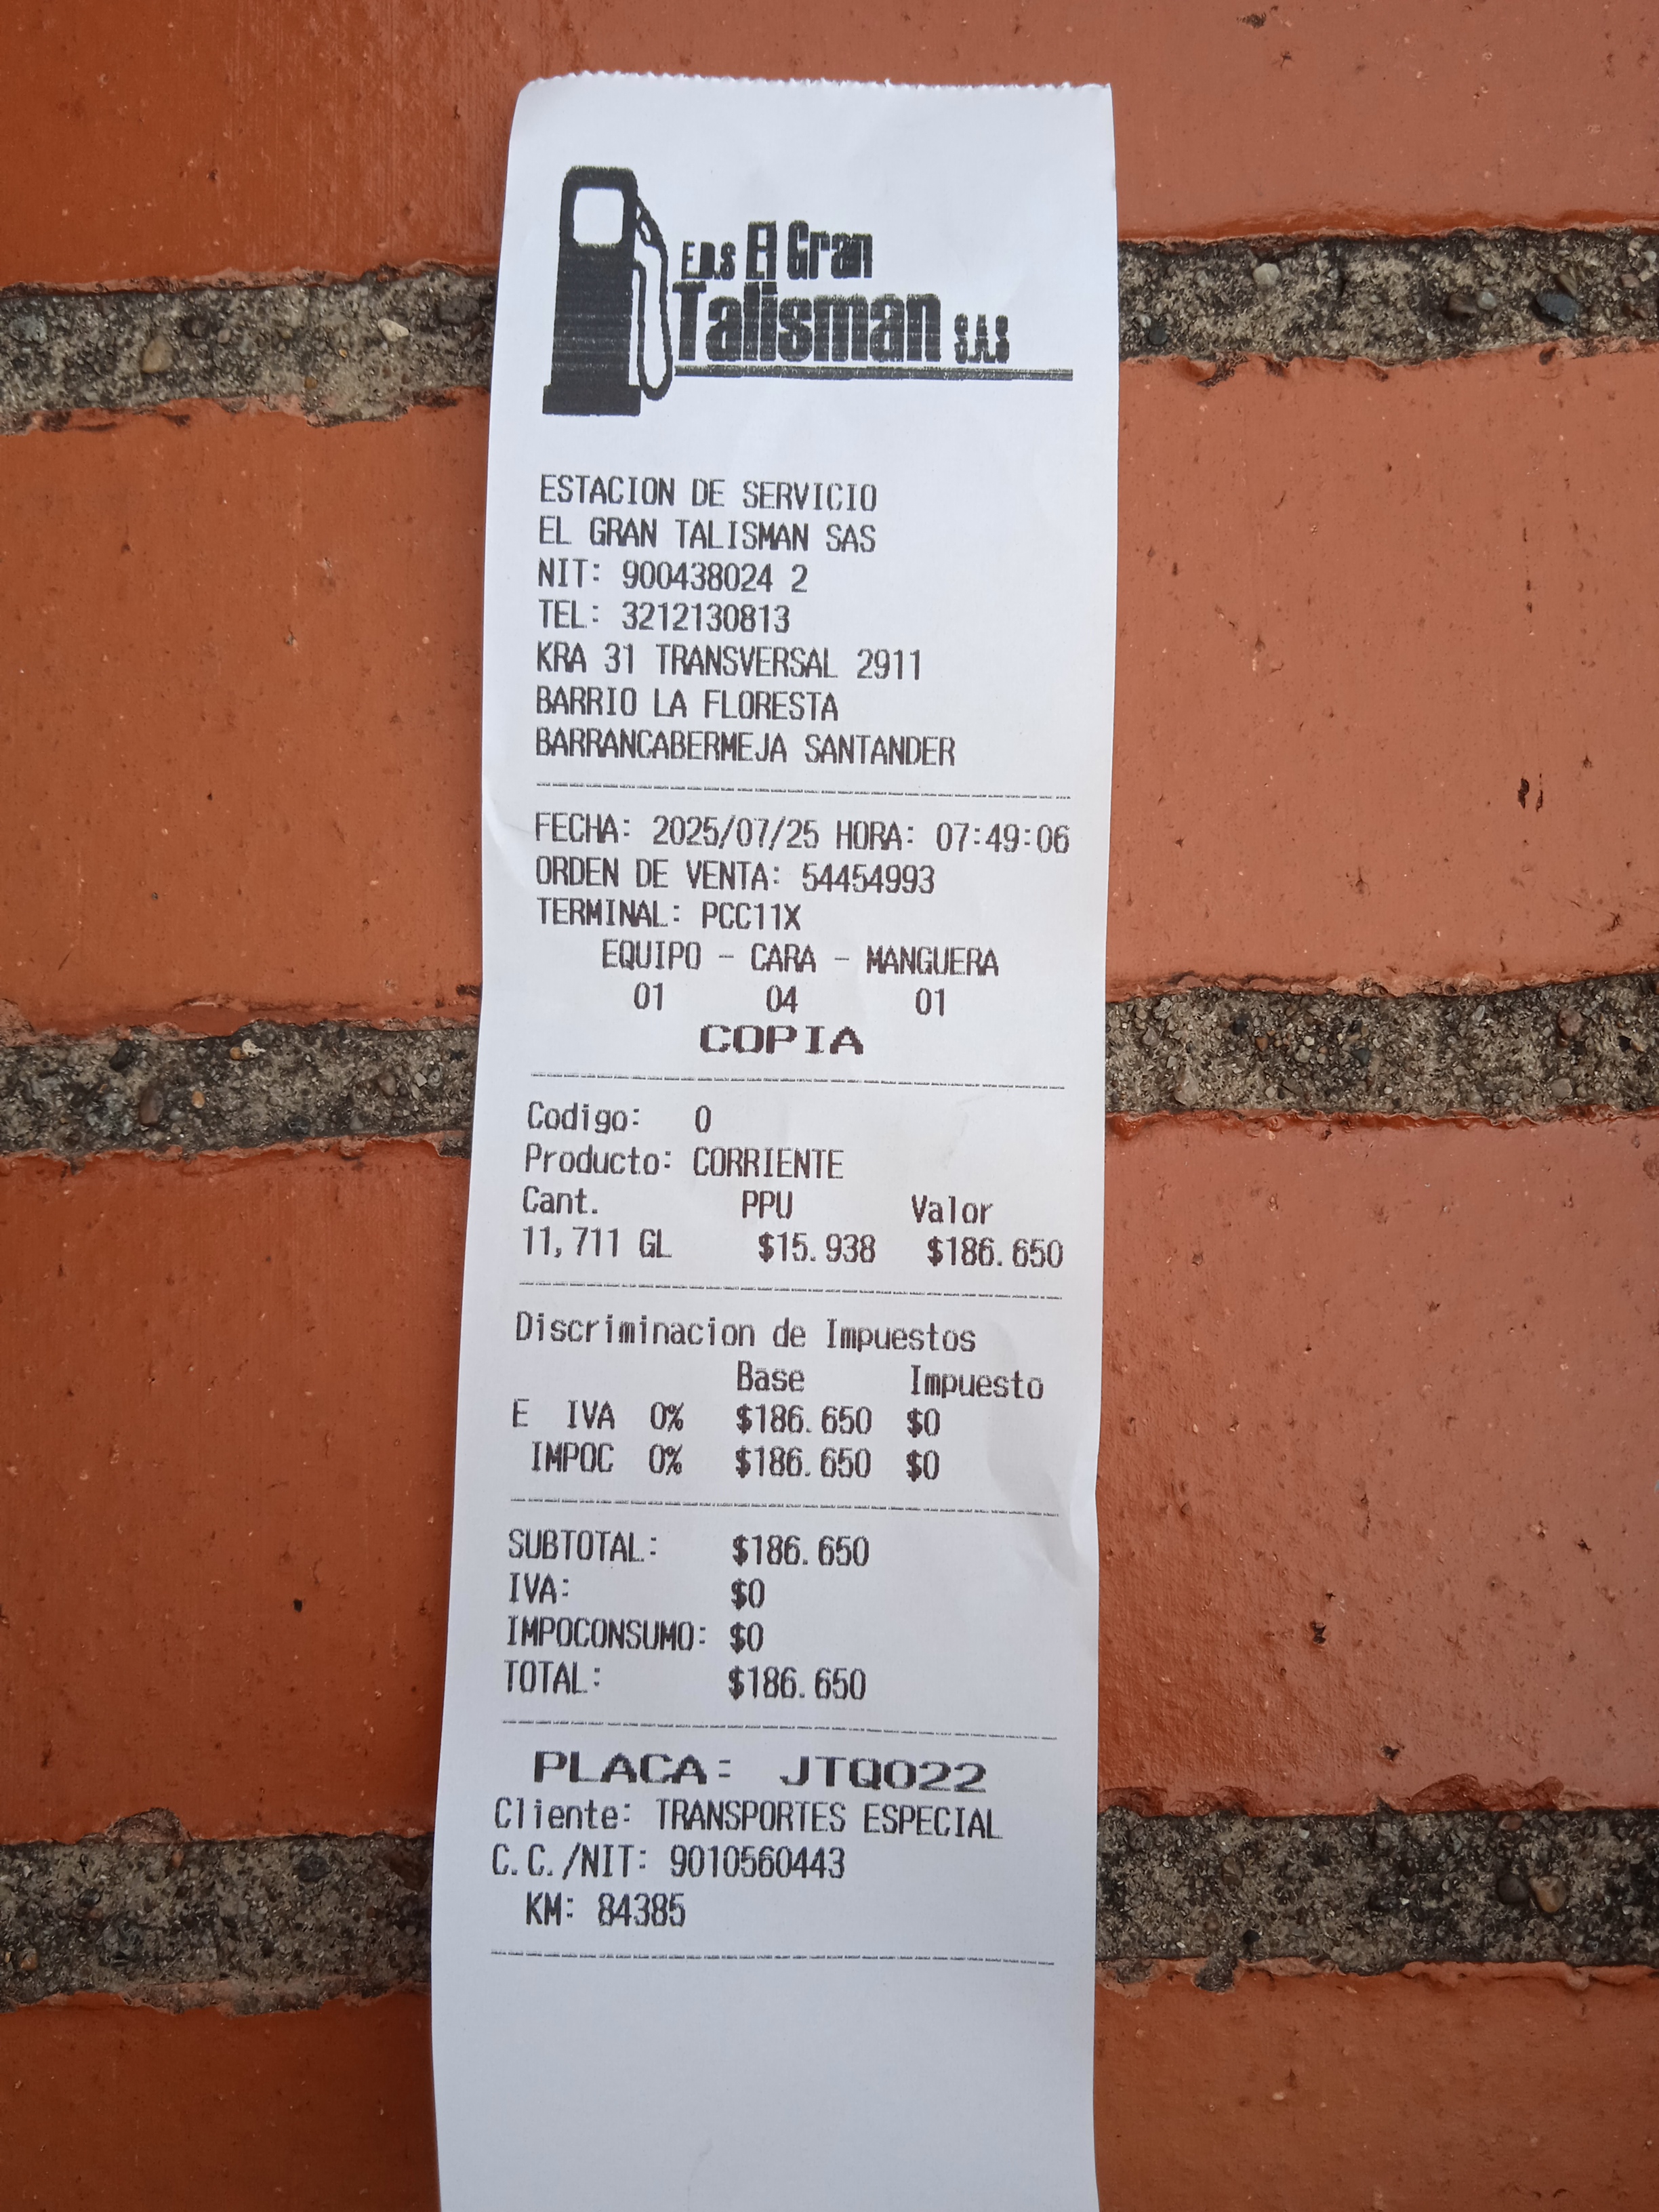 E.D.S El Gran
Talisman S.A.S
ESTACION DE SERVICIO
EL GRAN TALISMAN SAS
NIT: 900438024 2
TEL: 3212130813
KRA 31 TRANSVERSAL 2911
BARRIO LA FLORESTA
BARRANCABERMEJA SANTANDER
FECHA: 2025/07/25 HORA: 07:49:06
ORDEN DE VENTA: 54454993
TERMINAL: PCC11X
EQUIPO - CARA - MANGUERA
01 04 01
COPIA
Codigo: 0
Producto: CORRIENTE
Cant. PPU Valor
11,711 GL $15.938 $186.650
Discriminacion de Impuestos
Base Impuesto
E IVA 0% $186.650 $0
IMPOC 0% $186.650 $0
SUBTOTAL: $186.650
IVA: $0
IMPOCONSUMO: $0
TOTAL: $186.650
PLACA: JTQ022
Cliente: TRANSPORTES ESPECIAL
C.C./NIT: 9010560443
KM: 84385